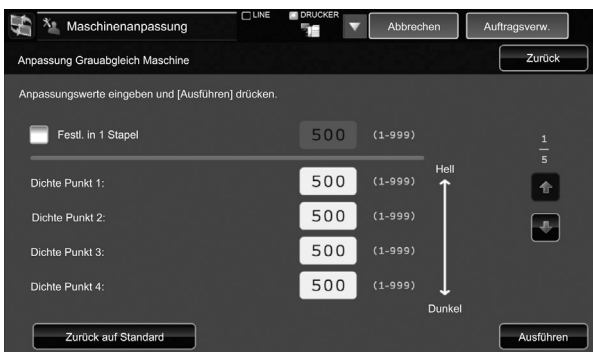 Maschinenanpassung
LINE
DRUCKER
Abbrechen
Auftragsverw.
Anpassung Grauabgleich Maschine
Zurück
Anpassungswerte eingeben und [Ausführen] drücken.
Festl. in 1 Stapel
500
(1-999)
1
5
Hell
Dichte Punkt 1:
500
(1-999)
Dichte Punkt 2:
500
(1-999)
Dichte Punkt 3:
500
(1-999)
Dichte Punkt 4:
500
(1-999)
Dunkel
Zurück auf Standard
Ausführen